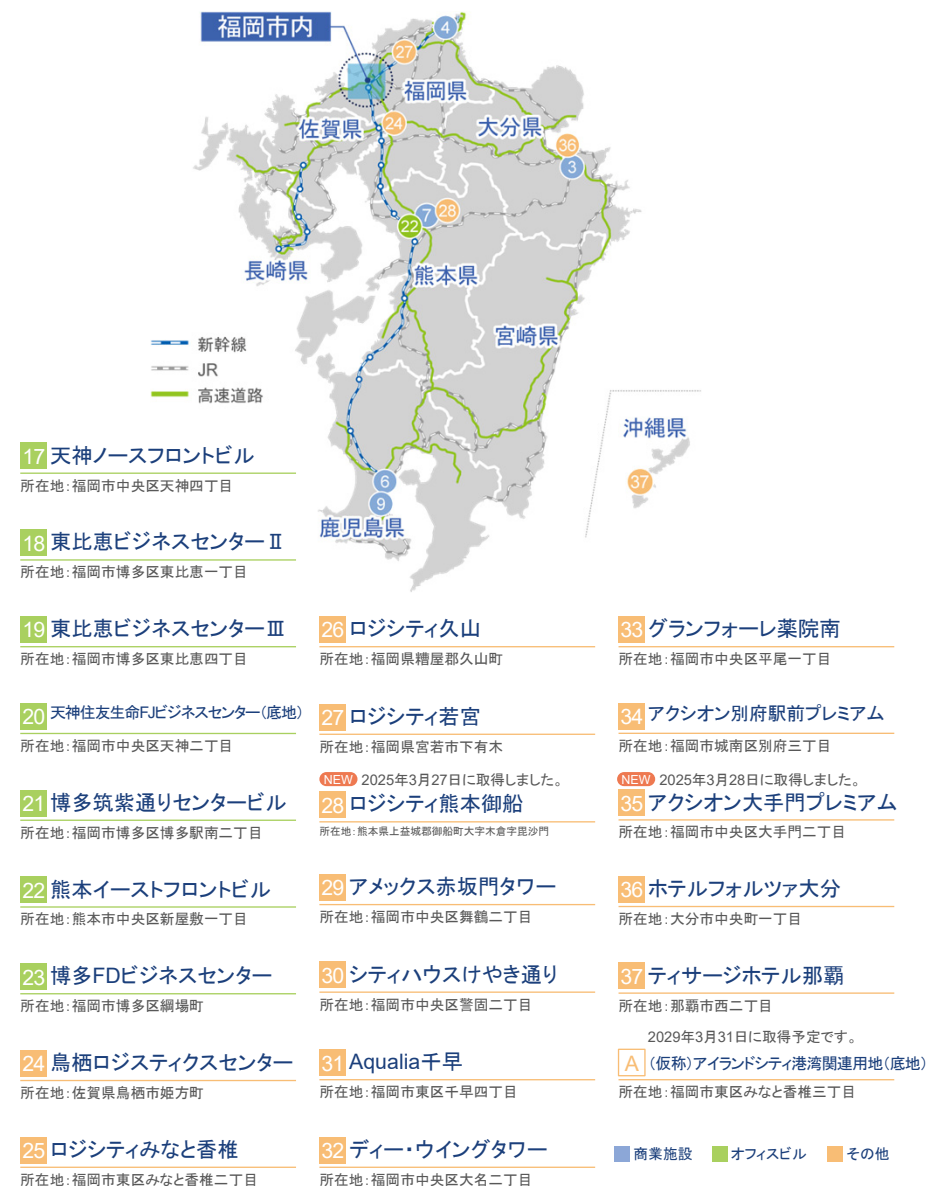 福岡市内
4
27
福岡県
佐賀県
24
大分県
36
3
7
28
22
長崎県
熊本県
宮崎県
新幹線
JR
高速道路
沖縄県
37
6
9
鹿児島県
17 天神ノースフロントビル
所在地:福岡市中央区天神四丁目
18 東比恵ビジネスセンターⅡ
所在地:福岡市博多区東比恵一丁目
19 東比恵ビジネスセンターⅢ
所在地:福岡市博多区東比恵四丁目
20 天神住友生命FJビジネスセンター(底地)
所在地:福岡市中央区天神二丁目
21 博多筑紫通りセンタービル
所在地:福岡市博多区博多駅南二丁目
22 熊本イーストフロントビル
所在地:熊本市中央区新屋敷一丁目
23 博多FDビジネスセンター
所在地:福岡市博多区綱場町
24 鳥栖ロジスティクスセンター
所在地:佐賀県鳥栖市姫方町
25 ロジシティみなと香椎
所在地:福岡市東区みなと香椎二丁目
26 ロジシティ久山
所在地:福岡県糟屋郡久山町
27 ロジシティ若宮
所在地:福岡県宮若市下有木
NEW 2025年3月27日に取得しました。
28 ロジシティ熊本御船
所在地:熊本県上益城郡御船町大字木倉字毘沙門
29 アメックス赤坂門タワー
所在地:福岡市中央区舞鶴二丁目
30 シティハウスけやき通り
所在地:福岡市中央区警固二丁目
31 Aqualia千早
所在地:福岡市東区千早四丁目
32 ディー・ウイングタワー
所在地:福岡市中央区大名二丁目
33 グランフォーレ薬院南
所在地:福岡市中央区平尾一丁目
34 アクシオン別府駅前プレミアム
所在地:福岡市城南区別府三丁目
NEW 2025年3月28日に取得しました。
35 アクシオン大手門プレミアム
所在地:福岡市中央区大手門二丁目
36 ホテルフォルツァ大分
所在地:大分市中央町一丁目
37 ティサージホテル那覇
所在地:那覇市西二丁目
2029年3月31日に取得予定です。
A (仮称)アイランドシティ港湾関連用地(底地)
所在地:福岡市東区みなと香椎三丁目
商業施設 オフィスビル その他